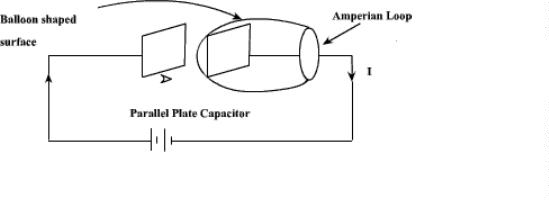 Balloon shaped
surface
Amperian Loop
I
A
Parallel Plate Capacitor